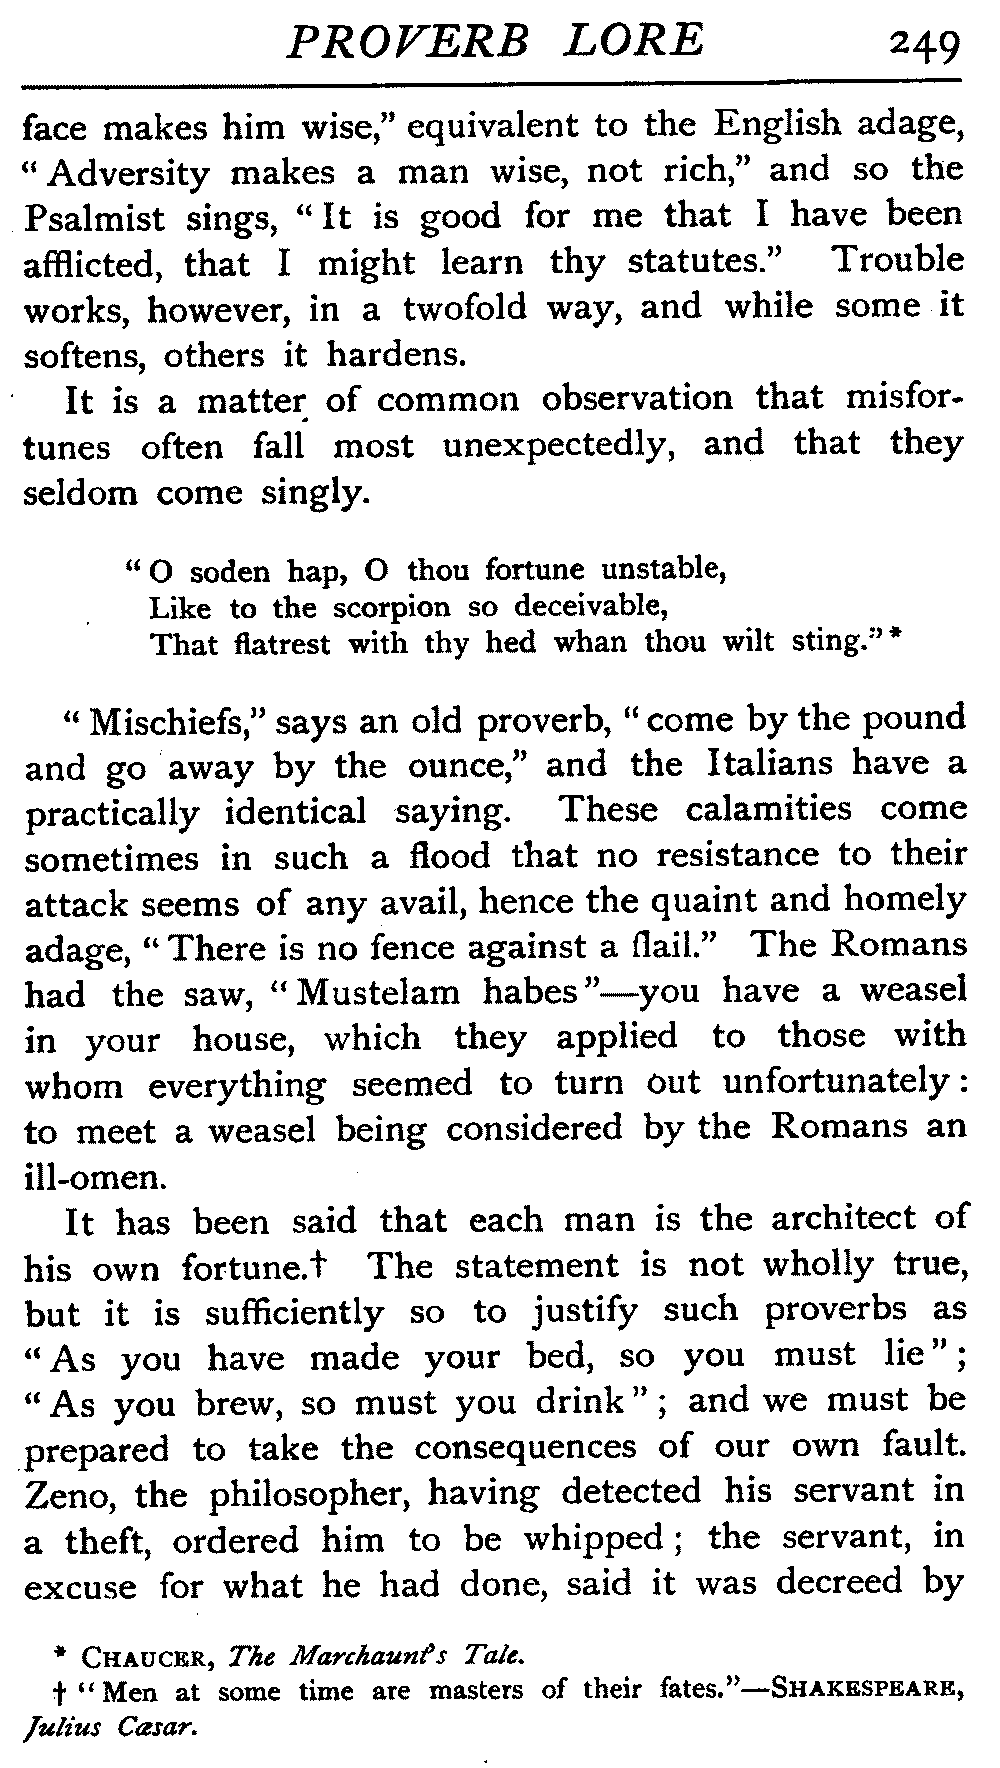 PROVERB LORE 249
face makes him wise,” equivalent to the English adage,
“Adversity makes a man wise, not rich,” and so the
Psalmist sings, “It is good for me that I have been
afflicted, that I might learn thy statutes.” Trouble
works, however, in a twofold way, and while some it
softens, others it hardens.
It is a matter of common observation that misfor-
tunes often fall most unexpectedly, and that they
seldom come singly.
“O soden hap, O thou fortune unstable,
Like to the scorpion so deceivable,
That flatrest with thy hed whan thou wilt sting.”*
“Mischiefs,” says an old proverb, “come by the pound
and go away by the ounce,” and the Italians have a
practically identical saying. These calamities come
sometimes in such a flood that no resistance to their
attack seems of any avail, hence the quaint and homely
adage, “There is no fence against a flail.” The Romans
had the saw, “Mustelam habes”—you have a weasel
in your house, which they applied to those with
whom everything seemed to turn out unfortunately:
to meet a weasel being considered by the Romans an
ill-omen.
It has been said that each man is the architect of
his own fortune.† The statement is not wholly true,
but it is sufficiently so to justify such proverbs as
“As you have made your bed, so you must lie”;
“As you brew, so must you drink”; and we must be
prepared to take the consequences of our own fault.
Zeno, the philosopher, having detected his servant in
a theft, ordered him to be whipped; the servant, in
excuse for what he had done, said it was decreed by
* CHAUCER, The Marchaunt's Tale.
† “Men at some time are masters of their fates.”—SHAKESPEARE,
Julius Cæsar.